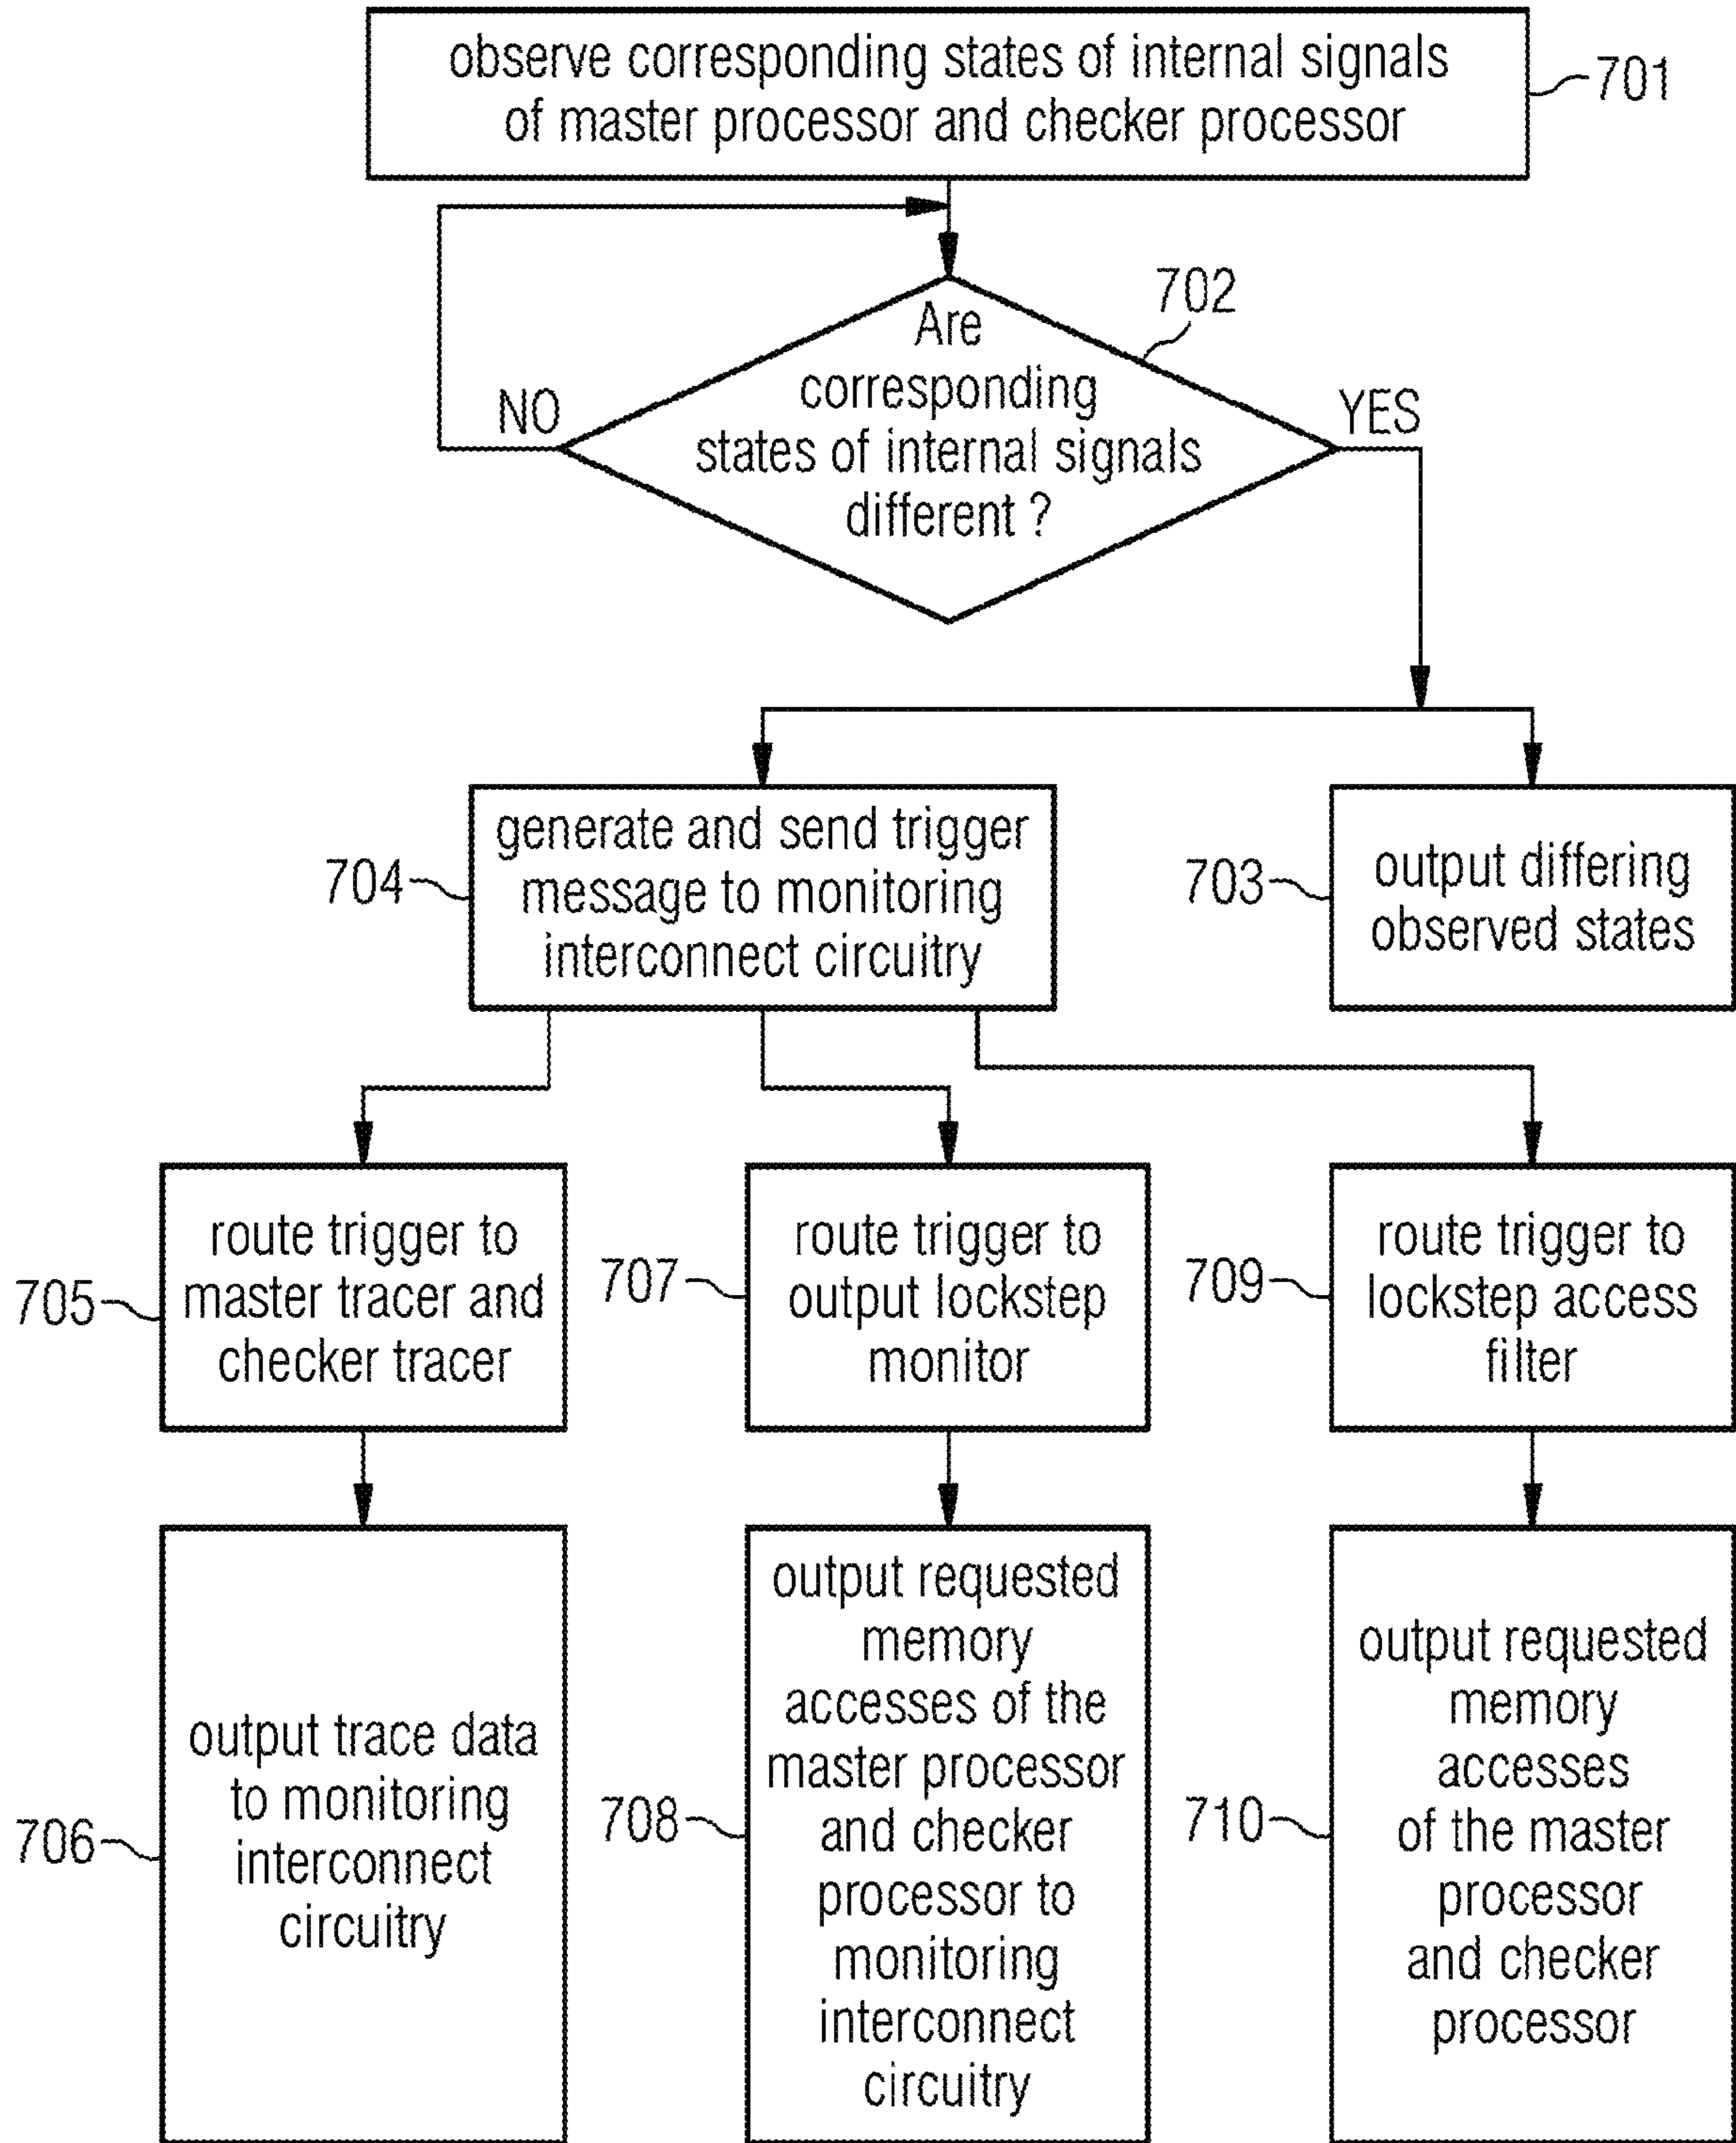 observe corresponding states of internal signals
of master processor and checker processor
701
702
Are
corresponding
states of internal signals
different ?
NO
YES
704
generate and send trigger
message to monitoring
interconnect circuitry
703
output differing
observed states
705
route trigger to
master tracer and
checker tracer
707
route trigger to
output lockstep
monitor
709
route trigger to
lockstep access
filter
706
output trace data
to monitoring
interconnect
circuitry
708
output requested
memory
accesses of the
master processor
and checker
processor to
monitoring
interconnect
circuitry
710
output requested
memory
accesses
of the master
processor
and checker
processor